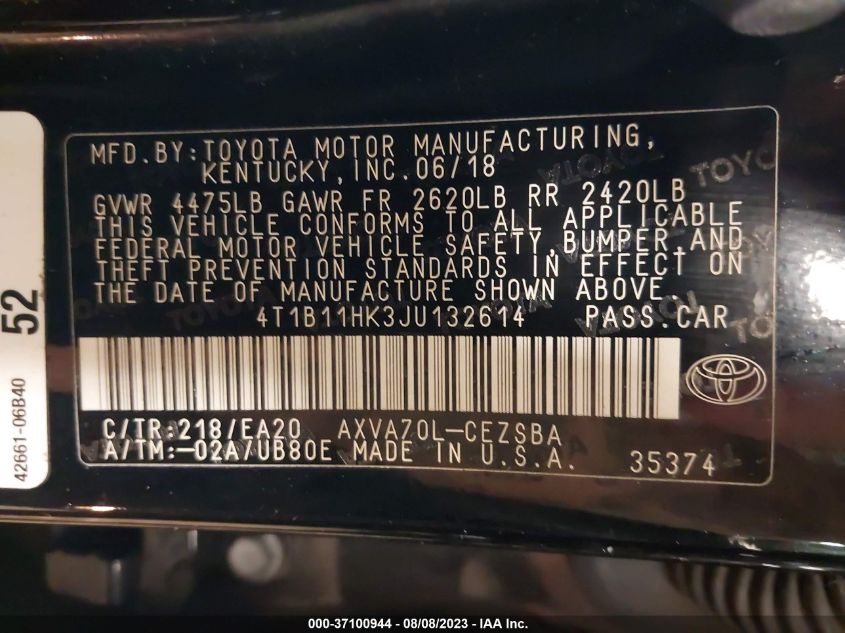 MFD.BY:TOYOTA MOTOR MANUFACTURING,
KENTUCKY,INC.06/18
GVWR 4475LB GAWR FR 2620LB RR 2420LB
THIS VEHICLE CONFORMS TO ALL APPLICABLE
FEDERAL MOTOR VEHICLE SAFETY,BUMPER,AND
THEFT PREVENTION STANDARDS IN EFFECT ON
THE DATE OF MANUFACTURE SHOWN ABOVE
4T1B11HK3JU132614 PASS.CAR
C/TR:218/EA20 AXVA70L-CEZSBA
A/TM:-02A/UB80E MADE IN U.S.A. 35374
52
42661-06B40
TOYOTA
000-37100944 - 08/08/2023 - IAA Inc.